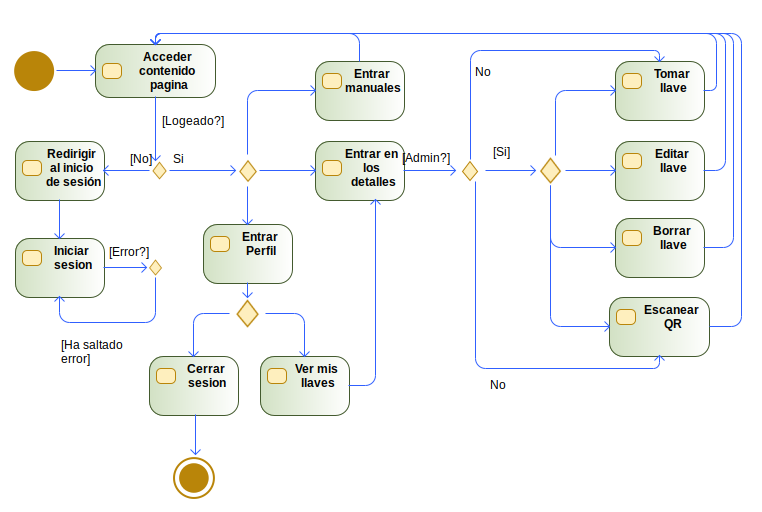 Acceder
contenido
pagina
Entrar
manuales
No
Tomar
llave
[Logeado?]
Redirigir
al inicio
de sesión
[No]
Si
Entrar en
los
detalles
[Admin?]
[Si]
Editar
llave
Iniciar
sesion
[Error?]
Entrar
Perfil
Borrar
llave
Escanear
QR
[Ha saltado
error]
Cerrar
sesion
Ver mis
llaves
No